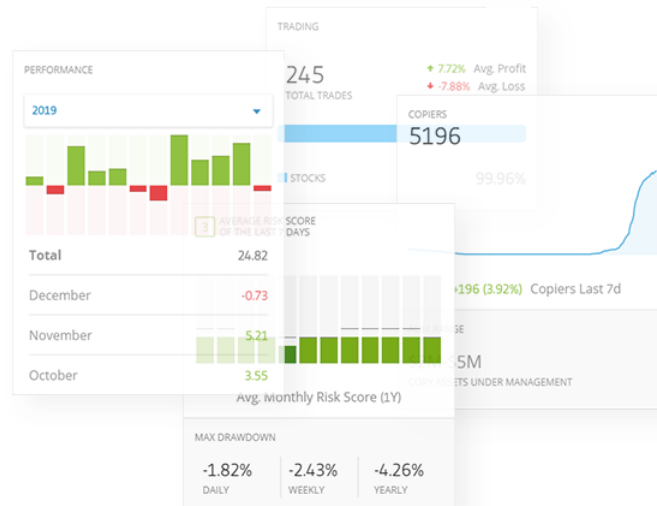 TRADING
245
TOTAL TRADES
7.72% Avg. Profit
-7.88% Avg. Loss
STOCKS
99.96%
PERFORMANCE
2019
Total 24.82
December -0.73
November 5.21
October 3.55
COPIERS
5196
+196 (3.92%) Copiers Last 7d
COPY ASSETS UNDER MANAGEMENT
3
AVERAGE RISK SCORE
OF THE LAST 7 DAYS
Avg. Monthly Risk Score (1Y)
MAX DRAWDOWN
-1.82% -2.43% -4.26%
DAILY WEEKLY YEARLY